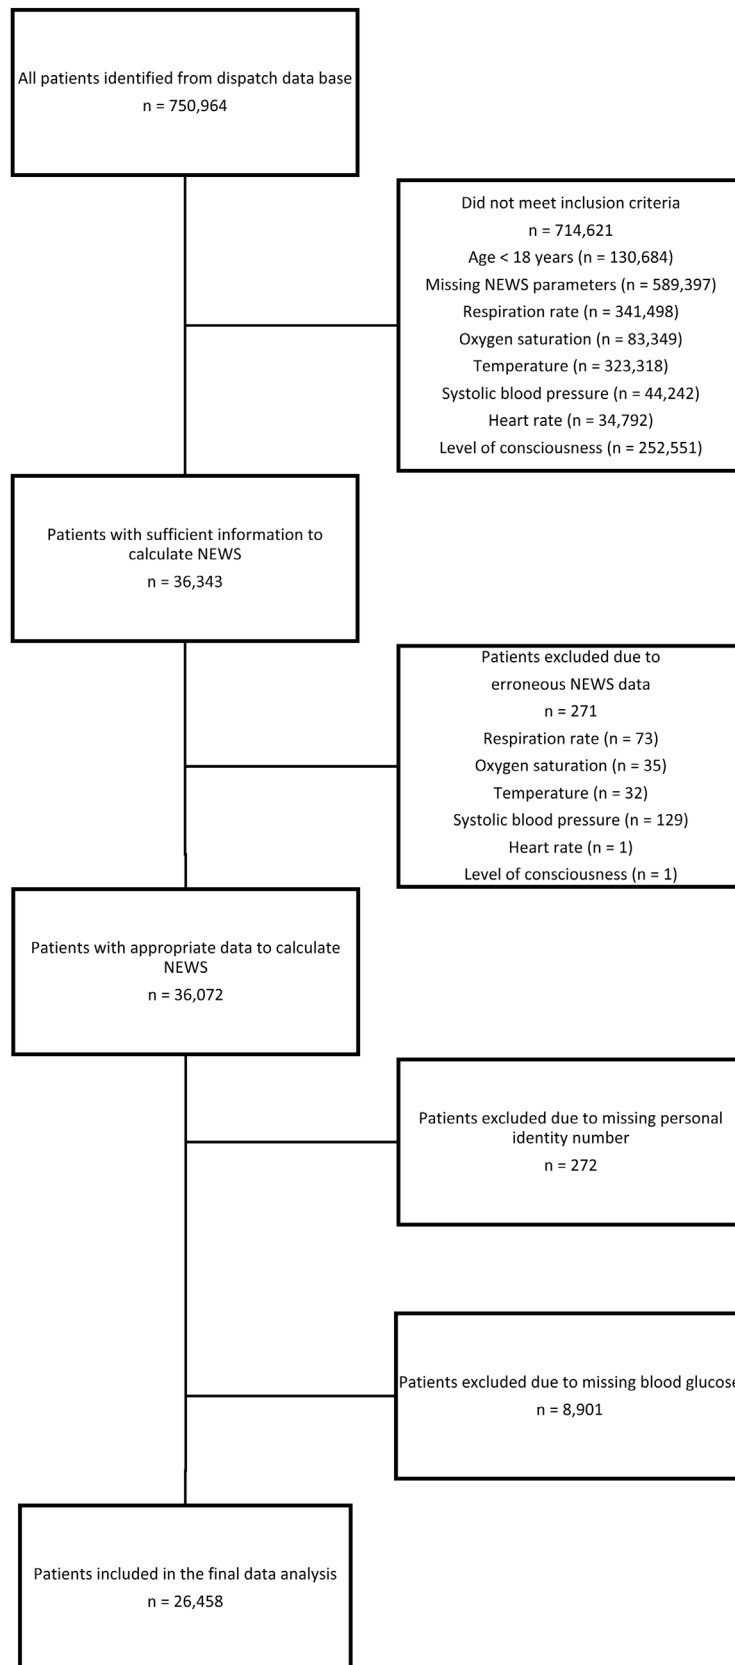 All patients identified from dispatch data base
n = 750,964
Did not meet inclusion criteria
n = 714,621
Age < 18 years (n = 130,684)
Missing NEWS parameters (n = 589,397)
Respiration rate (n = 341,498)
Oxygen saturation (n = 83,349)
Temperature (n = 323,318)
Systolic blood pressure (n = 44,242)
Heart rate (n = 34,792)
Level of consciousness (n = 252,551)
Patients with sufficient information to
calculate NEWS
n = 36,343
Patients excluded due to
erroneous NEWS data
n = 271
Respiration rate (n = 73)
Oxygen saturation (n = 35)
Temperature (n = 32)
Systolic blood pressure (n = 129)
Heart rate (n = 1)
Level of consciousness (n = 1)
Patients with appropriate data to calculate
NEWS
n = 36,072
Patients excluded due to missing personal
identity number
n = 272
Patients excluded due to missing blood glucose
n = 8,901
Patients included in the final data analysis
n = 26,458